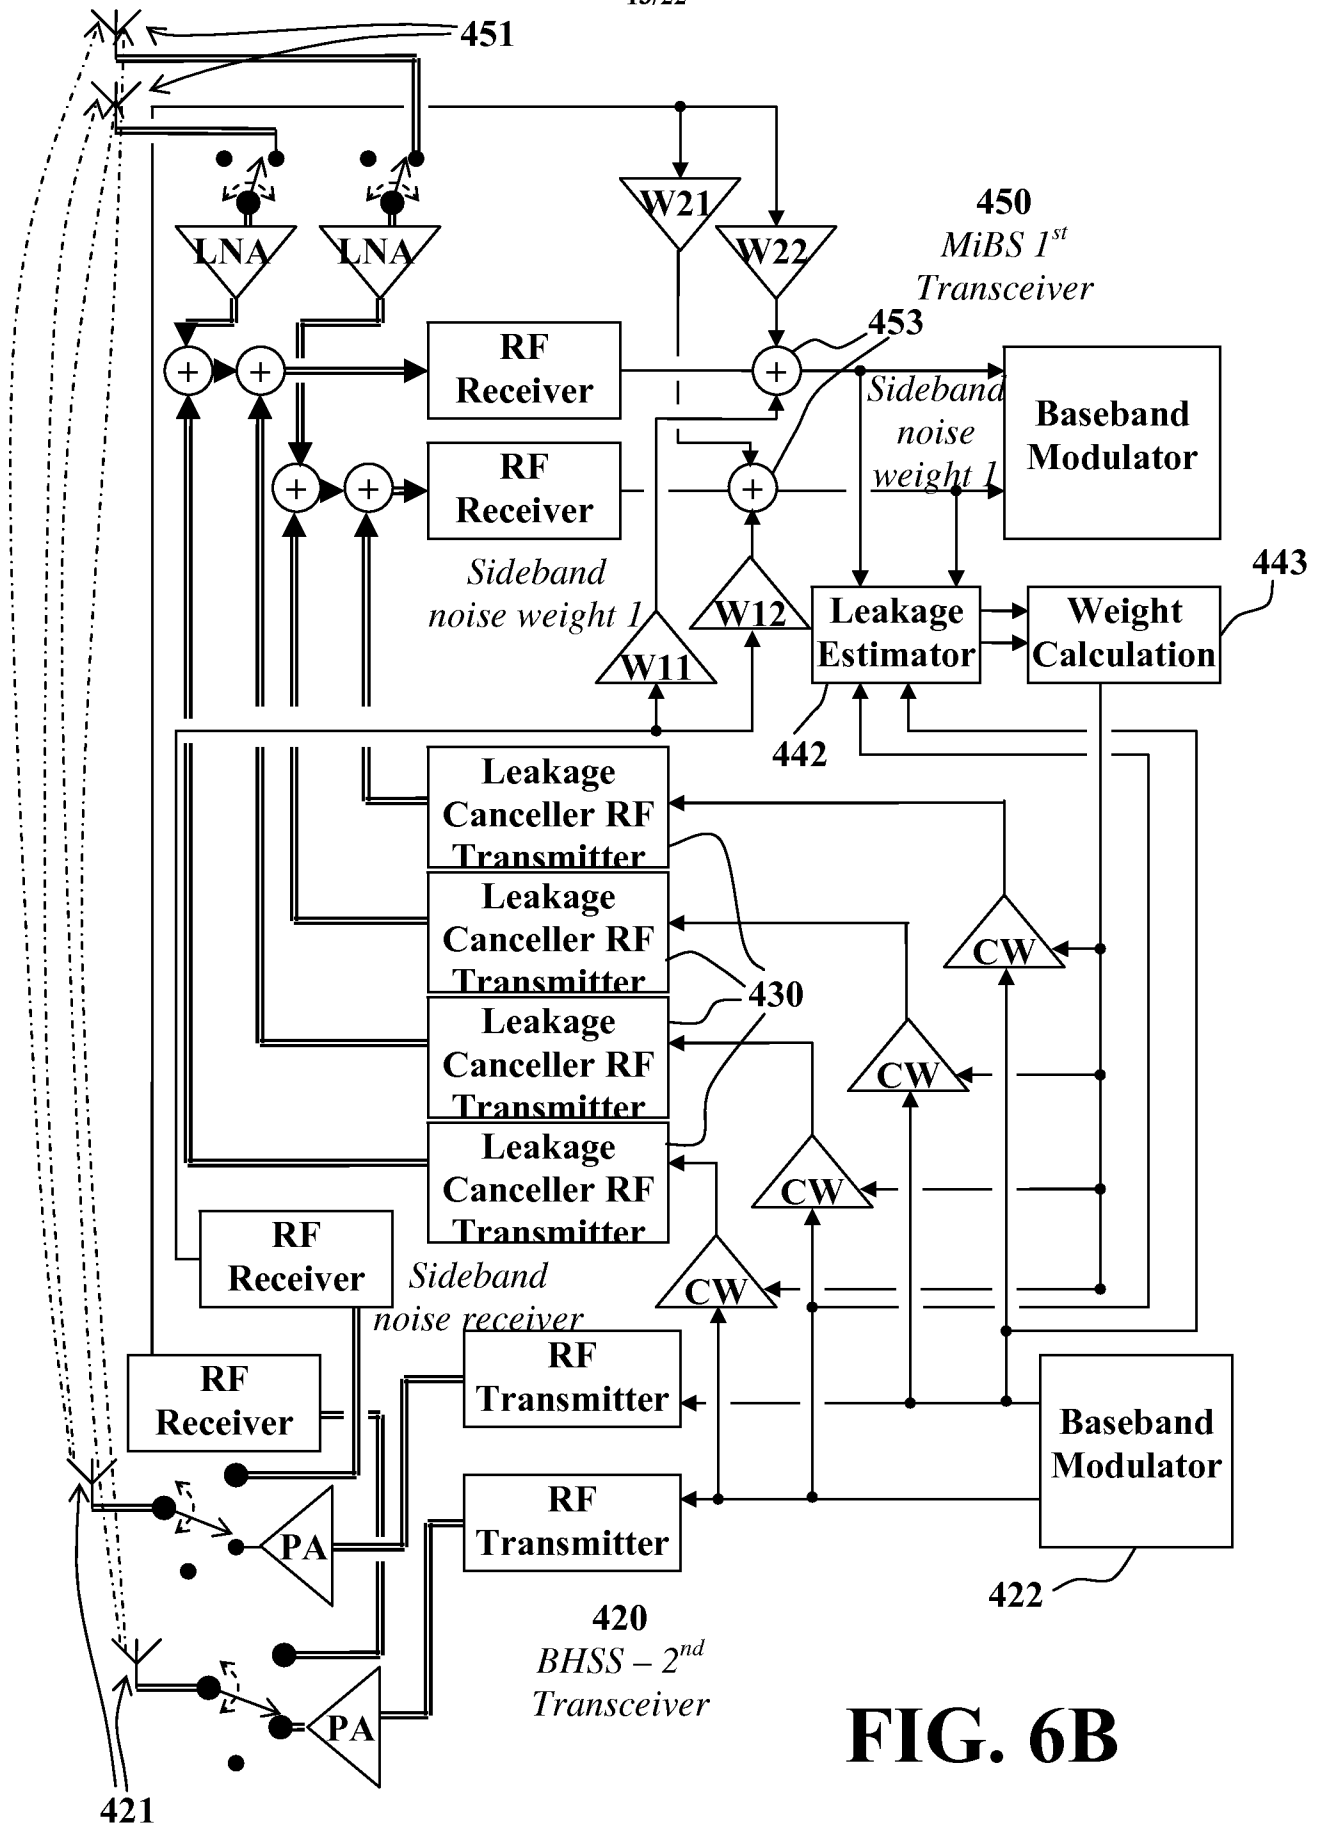 13/22
451
W21
450
W22
MiBS 1st
LNA
LNA
Transceiver
453
RF
Receiver
+
+
+
Sideband
noise
weight 1
Baseband
Modulator
RF
Receiver
+
+
+
Sideband
noise weight 1
443
W12
Leakage
Estimator
Weight
Calculation
W11
442
Leakage
Canceller RF
Transmitter
Leakage
Canceller RF
Transmitter
CW
430
Leakage
Canceller RF
Transmitter
CW
Leakage
Canceller RF
Transmitter
CW
RF
Receiver
Sideband
noise receiver
CW
RF
Transmitter
RF
Receiver
Baseband
Modulator
RF
Transmitter
PA
422
420
BHSS – 2nd
Transceiver
PA
FIG. 6B
421